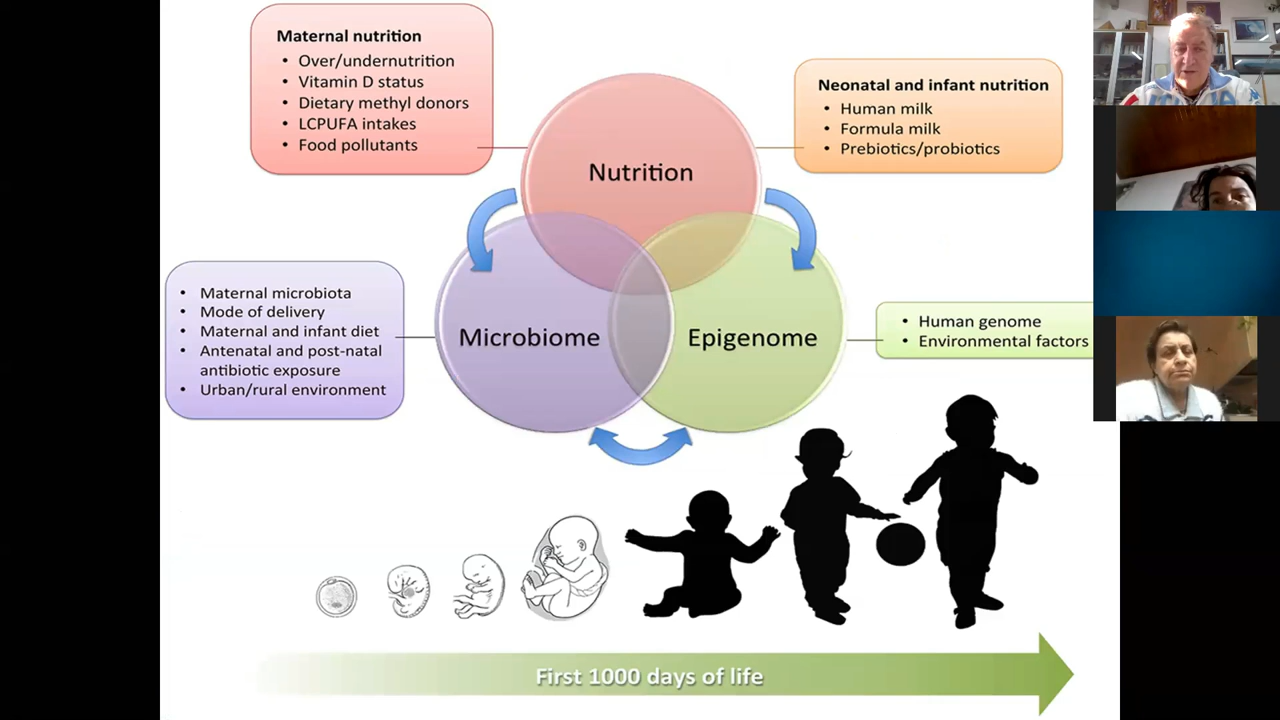 Maternal nutrition
• Over/undernutrition
• Vitamin D status
• Dietary methyl donors
• LCPUFA intakes
• Food pollutants
Neonatal and infant nutrition
• Human milk
• Formula milk
• Prebiotics/probiotics
Nutrition
• Maternal microbiota
• Mode of delivery
• Maternal and infant diet
• Antenatal and post-natal
antibiotic exposure
• Urban/rural environment
Microbiome
Epigenome
• Human genome
• Environmental factors
First 1000 days of life